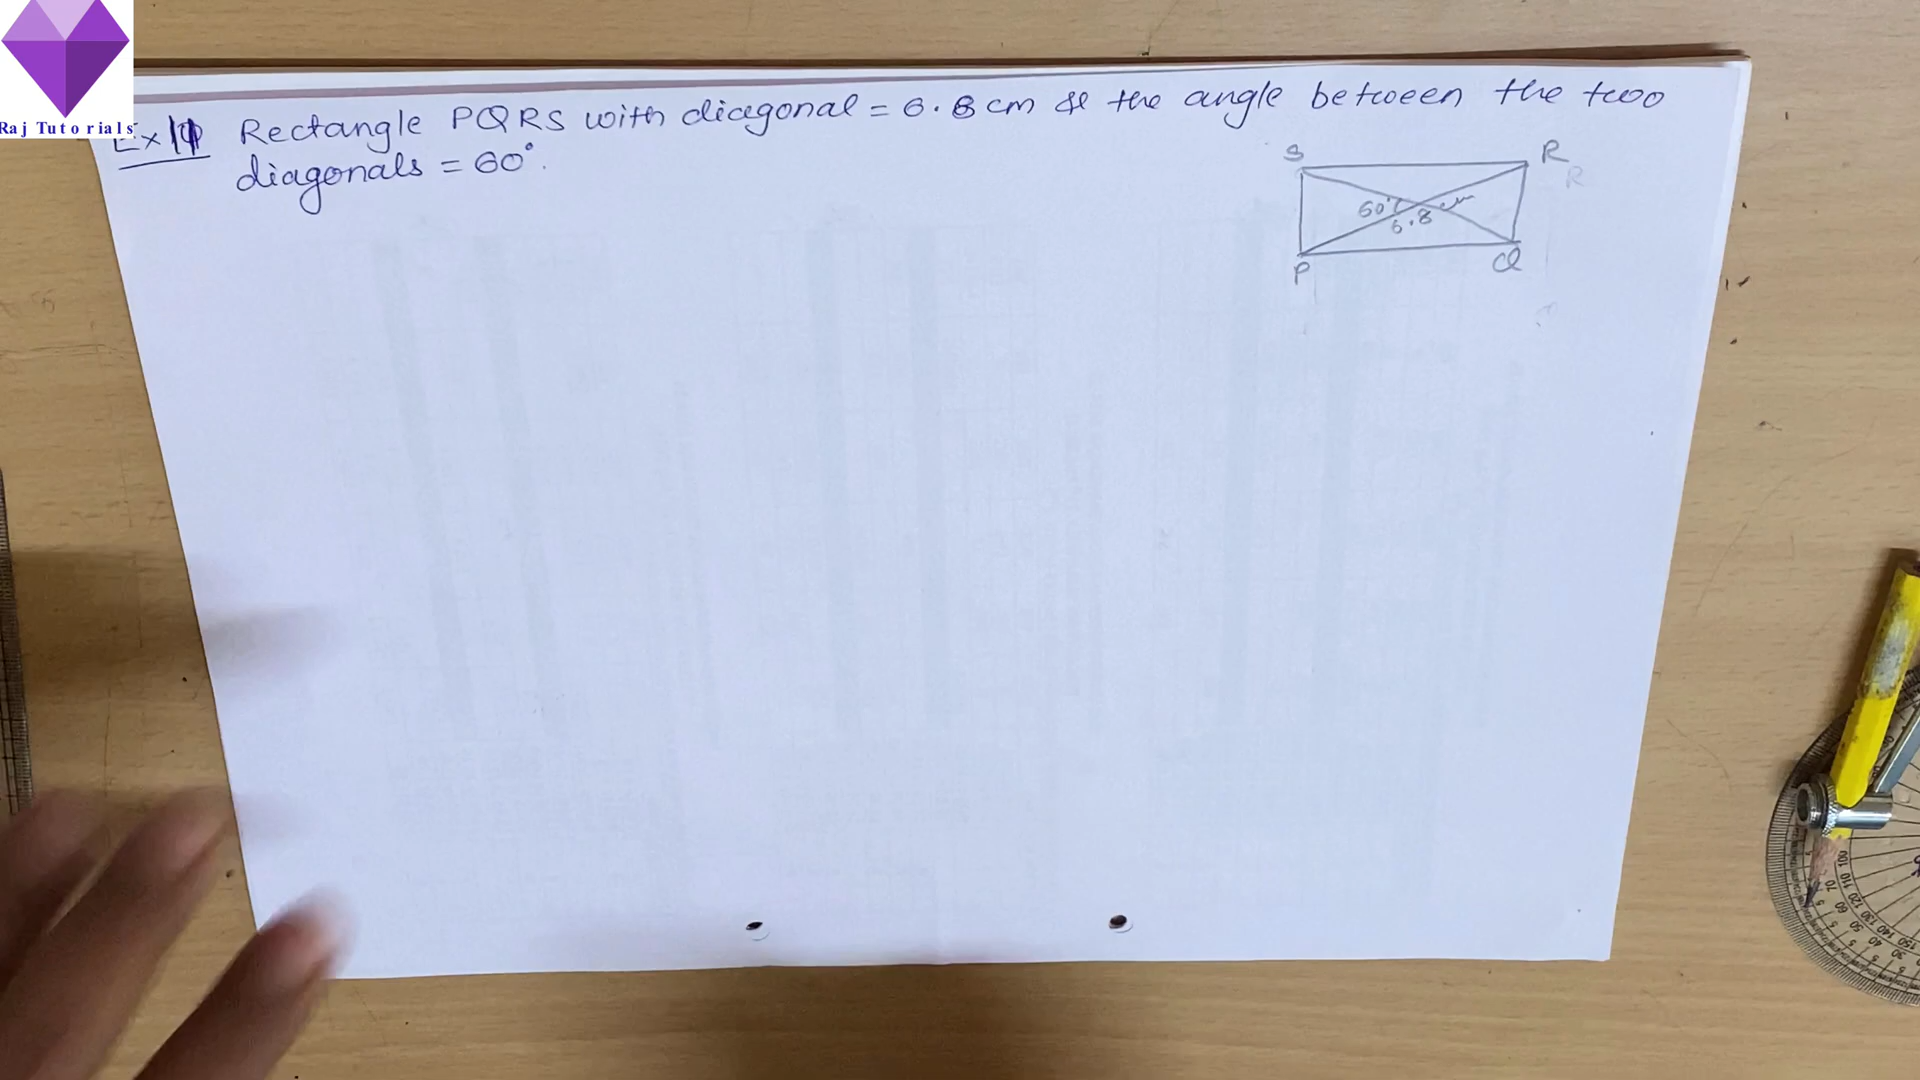 Raj Tutorials
Ex 11 Rectangle PQRS with diagonal = 6.8 cm & the angle between the two
diagonals = 60°.
S R
R
60°
6.8 cm
P Q